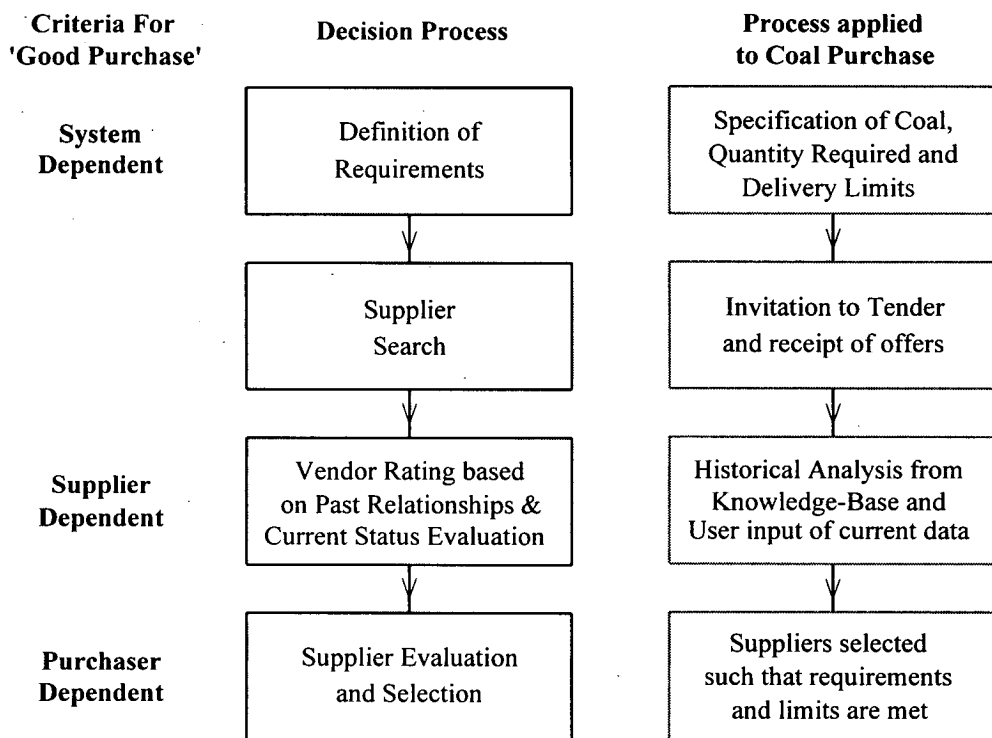 Criteria For
'Good Purchase'
Decision Process
Process applied
to Coal Purchase
System
Dependent
Definition of
Requirements
Specification of Coal,
Quantity Required and
Delivery Limits
Supplier
Search
Invitation to Tender
and receipt of offers
Supplier
Dependent
Vendor Rating based
on Past Relationships &
Current Status Evaluation
Historical Analysis from
Knowledge-Base and
User input of current data
Purchaser
Dependent
Supplier Evaluation
and Selection
Suppliers selected
such that requirements
and limits are met